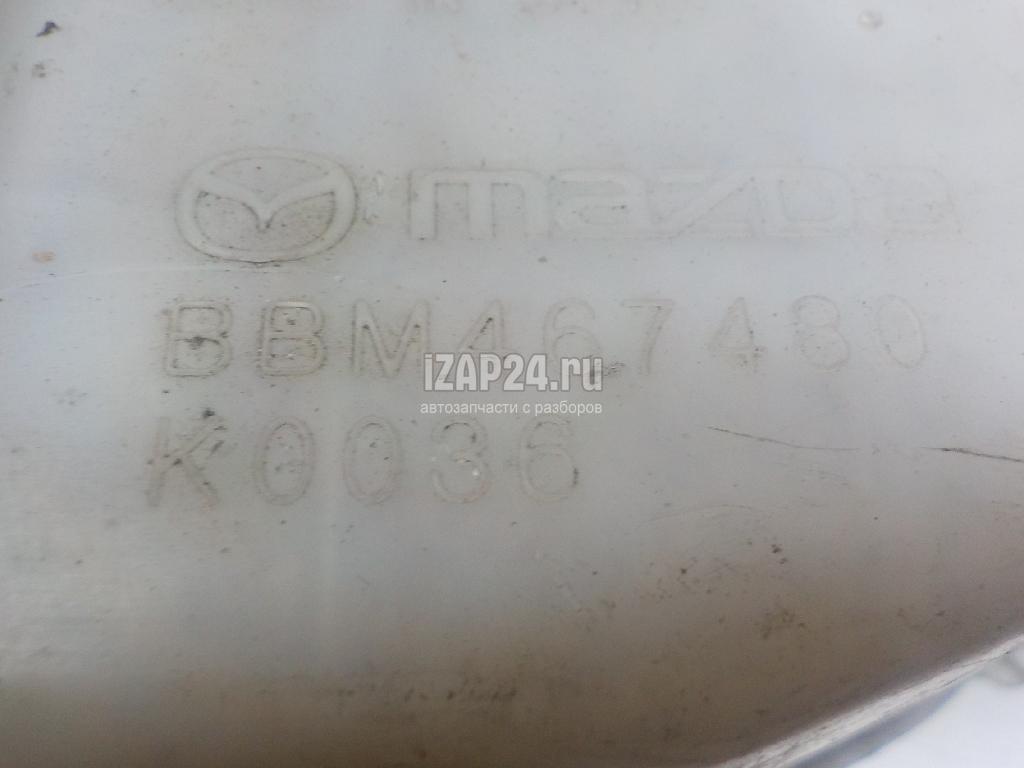 mazda
BBM467480
iZAP24.ru
автозапчасти с разборов
K0036